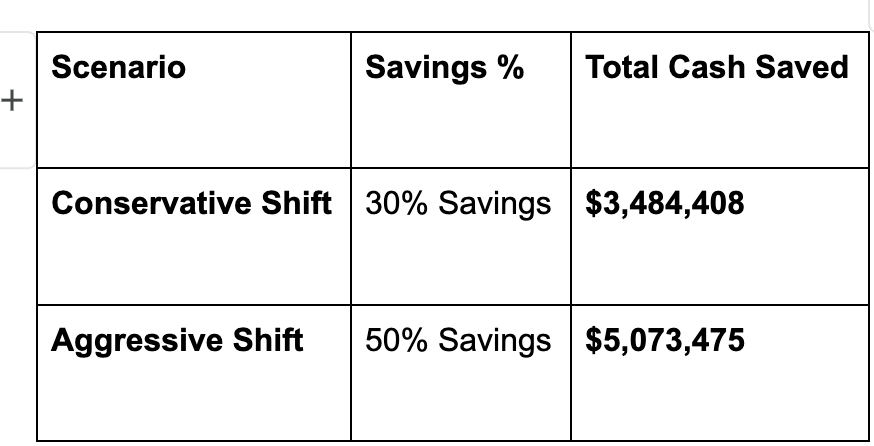 Scenario Savings % Total Cash Saved
Conservative Shift 30% Savings $3,484,408
Aggressive Shift 50% Savings $5,073,475